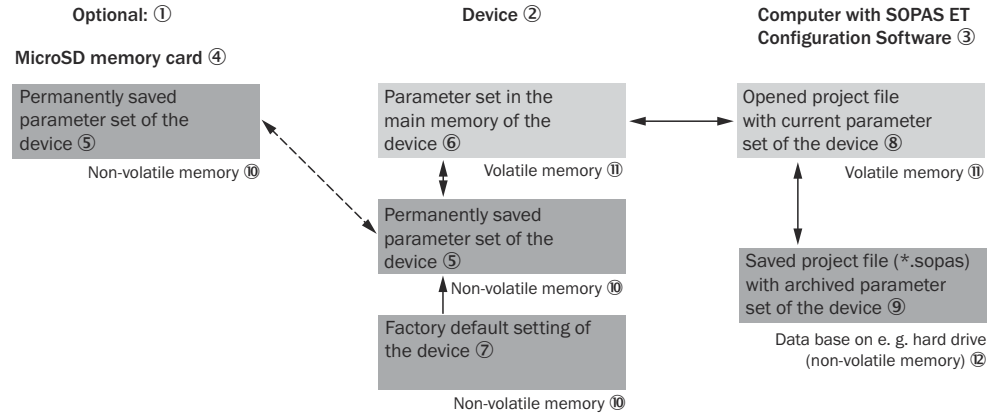 Optional: ①
MicroSD memory card ④
Permanently saved
parameter set of the
device ⑤
Non-volatile memory ⑩
Device ②
Parameter set in the
main memory of the
device ⑥
Volatile memory ⑪
Permanently saved
parameter set of the
device ⑤
Non-volatile memory ⑩
Factory default setting of
the device ⑦
Non-volatile memory ⑩
Computer with SOPAS ET
Configuration Software ③
Opened project file
with current parameter
set of the device ⑧
Volatile memory ⑪
Saved project file (*.sopas)
with archived parameter
set of the device ⑨
Data base on e. g. hard drive
(non-volatile memory) ⑫